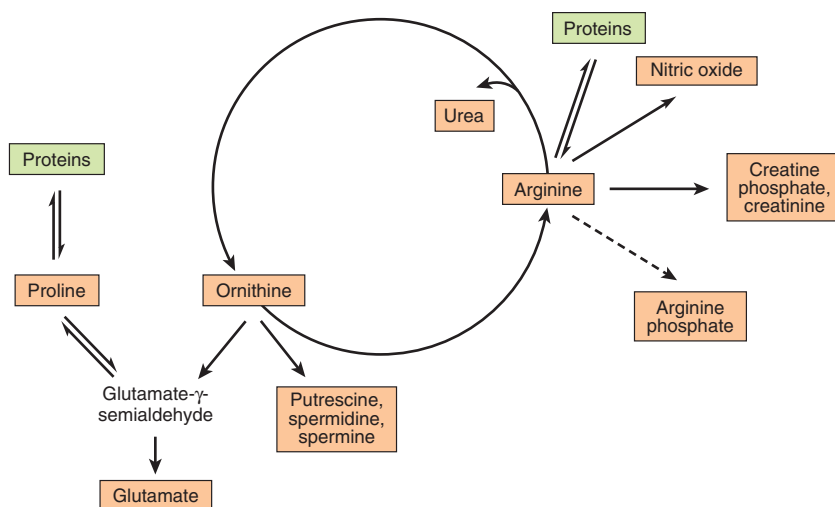 Proteins
Nitric oxide
Urea
Proteins
Arginine
Creatine
phosphate,
creatinine
Proline
Ornithine
Arginine
phosphate
Glutamate-γ-
semialdehyde
Putrescine,
spermidine,
spermine
Glutamate